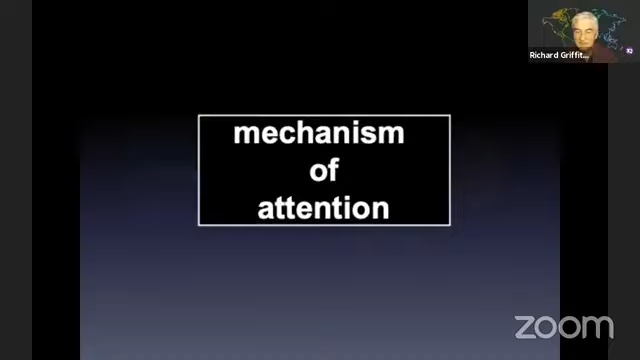 Richard Griffit...
mechanism
of
attention
zoom